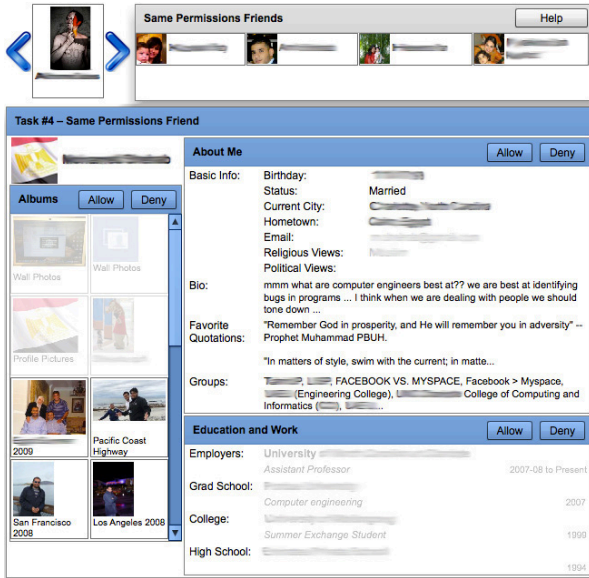 Same Permissions Friends
Help
Task #4 – Same Permissions Friend
Albums
Allow
Deny
Wall Photos
Wall Photos
Profile Pictures
2009
Pacific Coast
Highway
San Francisco
2008
Los Angeles 2008
About Me
Allow
Deny
Basic Info:
Birthday:
Status: Married
Current City:
Hometown:
Email:
Religious Views:
Political Views:
Bio: mmm what are computer engineers best at?? we are best at identifying
bugs in programs ... I think when we are dealing with people we should
tone down ...
Favorite
Quotations:
"Remember God in prosperity, and He will remember you in adversity" --
Prophet Muhammad PBUH.
"In matters of style, swim with the current; in matte...
Groups: FACEBOOK VS. MYSPACE, Facebook > Myspace,
(Engineering College), College of Computing and
Informatics ( ), ...
Education and Work
Allow
Deny
Employers: University
Assistant Professor 2007-08 to Present
Grad School:
Computer engineering 2007
College:
Summer Exchange Student 1999
High School:
1994